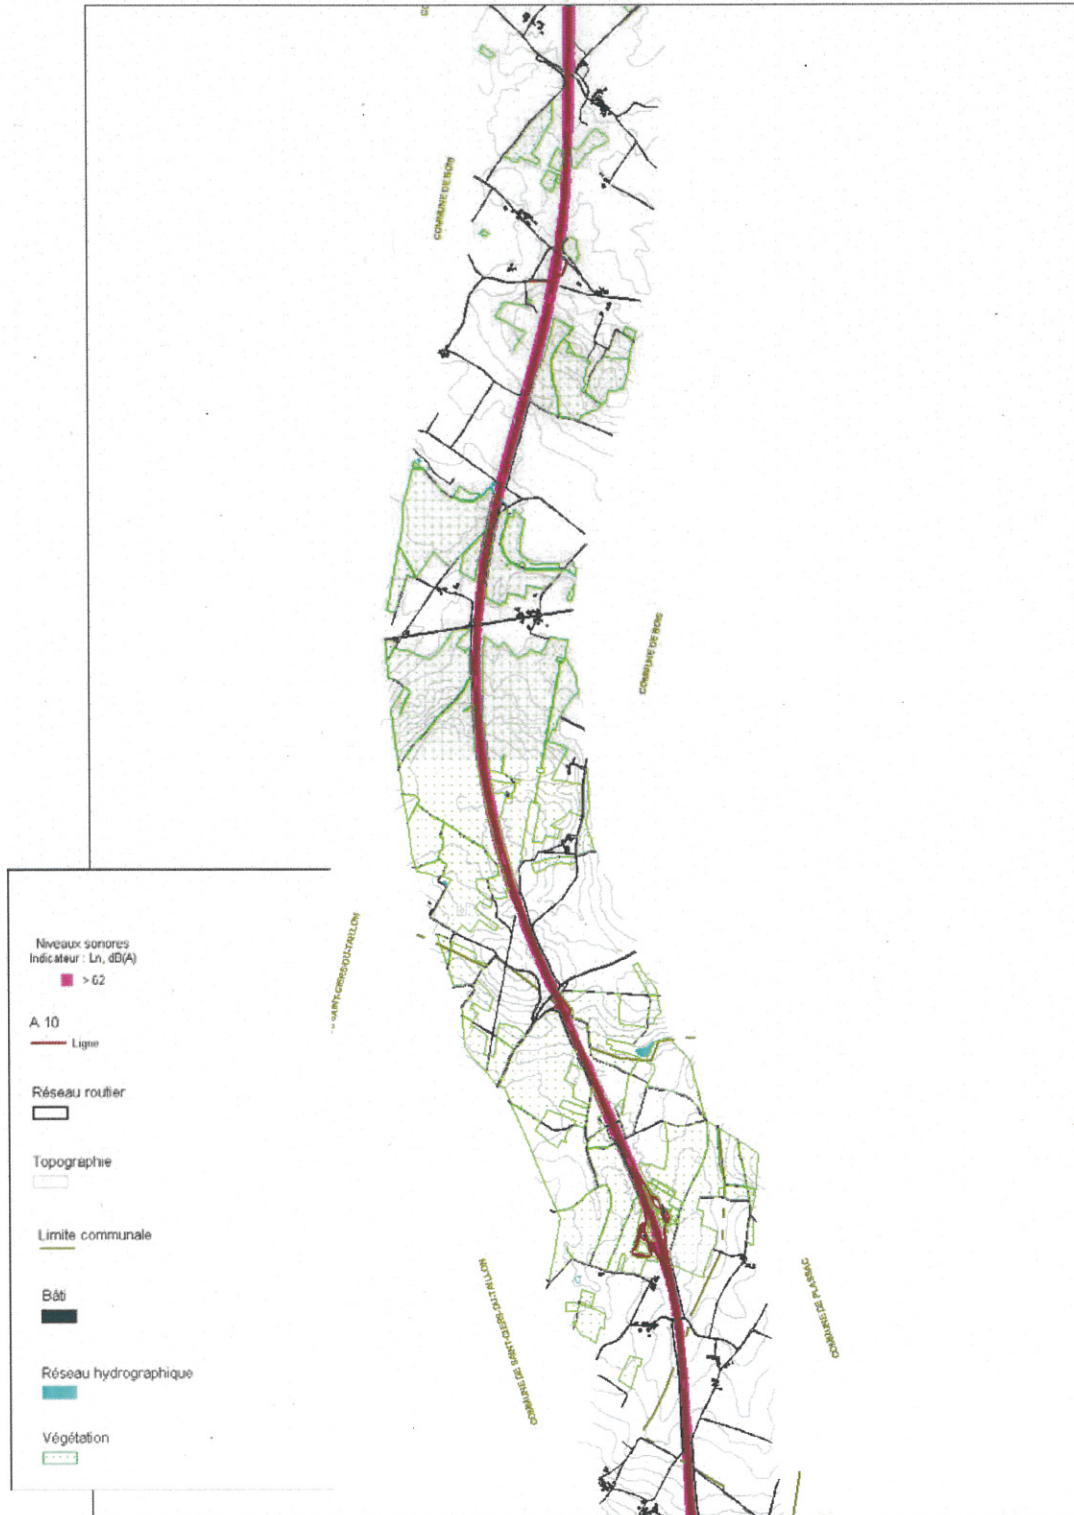 CO
COMMUNE DE BOIS
COMMUNE DE BOIS
SAINT-CIERS-DU-TAILLON
COMMUNE DE SAINT-CIERS-DU-TAILLON
COMMUNE DE PLASSAC
Niveaux sonores
Indicateur : Ln, dB(A)
> 62
A 10
Ligne
Réseau routier
Topographie
Limite communale
Bâti
Réseau hydrographique
Végétation